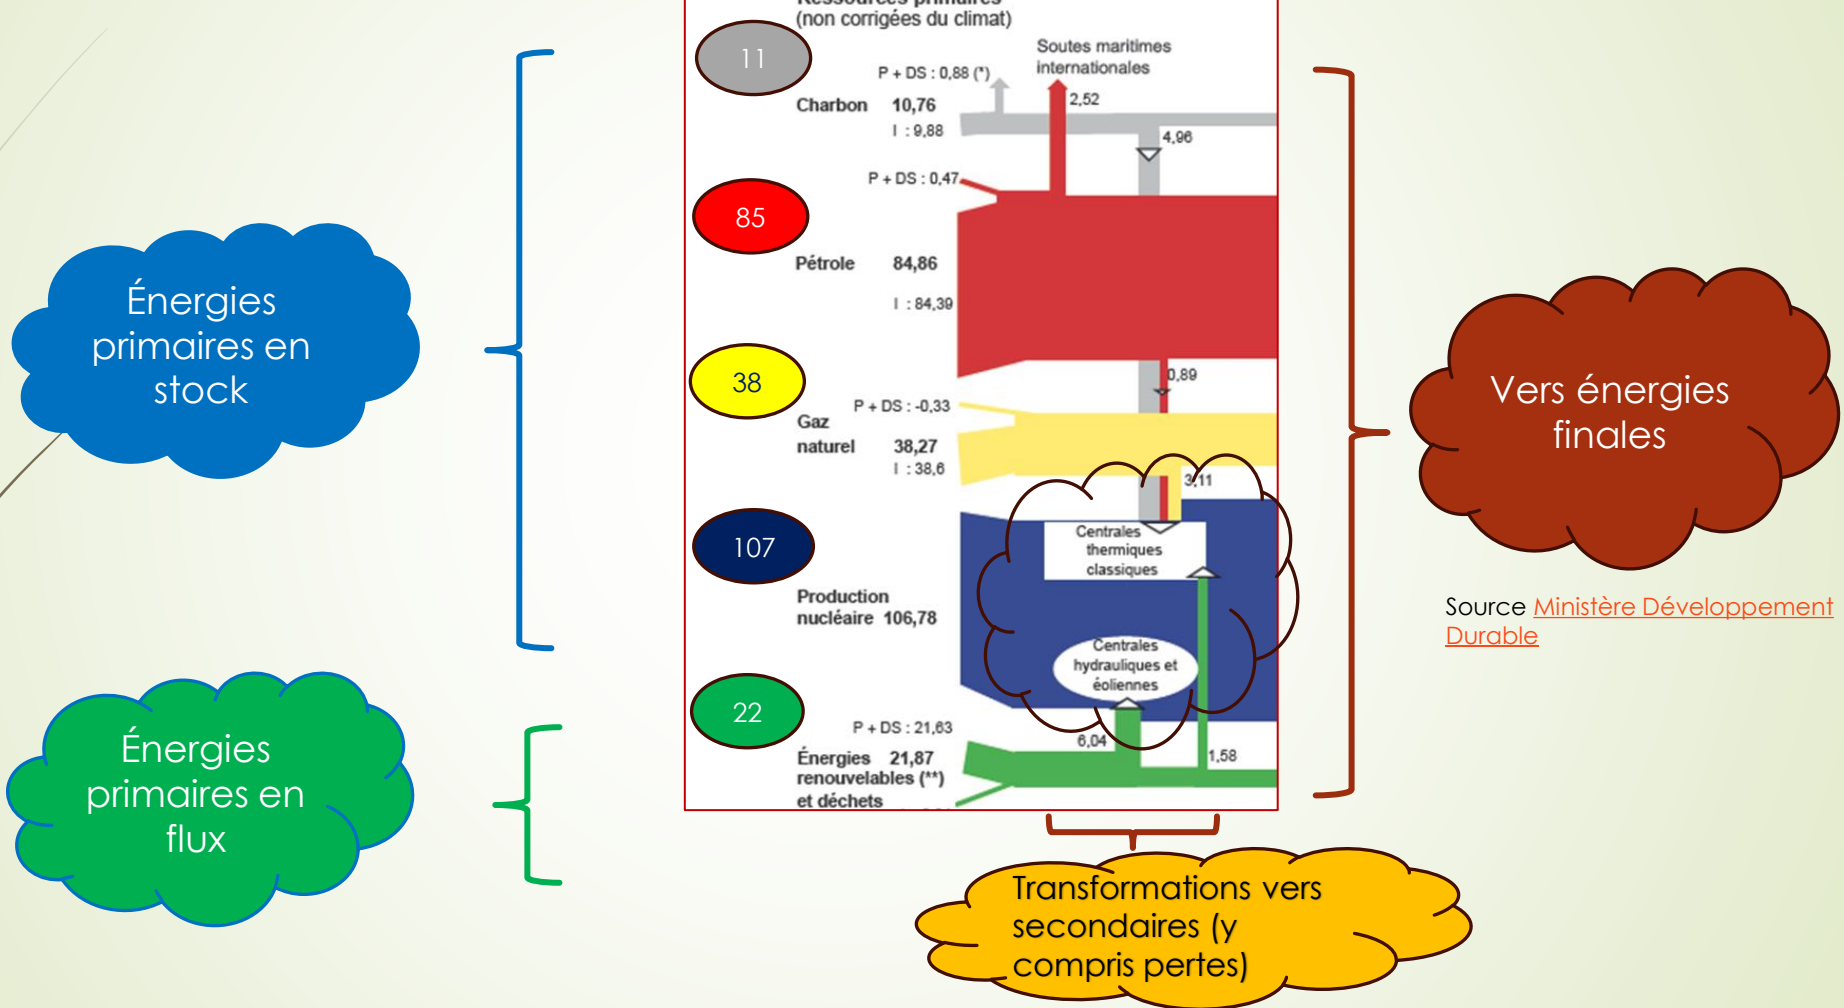 Ressources primaires
(non corrigées du climat)
11
Soutes maritimes
internationales
P + DS : 0,88 (*)
2,52
Charbon 10,76
I : 9,88
4,96
P + DS : 0,47
85
Pétrole 84,86
I : 84,39
38
0,89
P + DS : -0,33
Gaz
naturel 38,27
I : 38,6
3,11
107
Centrales
thermiques
classiques
Production
nucléaire 106,78
Centrales
hydrauliques et
éoliennes
22
P + DS : 21,63
6,04
1,58
Énergies 21,87
renouvelables (**)
et déchets
Énergies
primaires en
stock
Énergies
primaires en
flux
Vers énergies
finales
Source Ministère Développement
Durable
Transformations vers
secondaires (y
compris pertes)